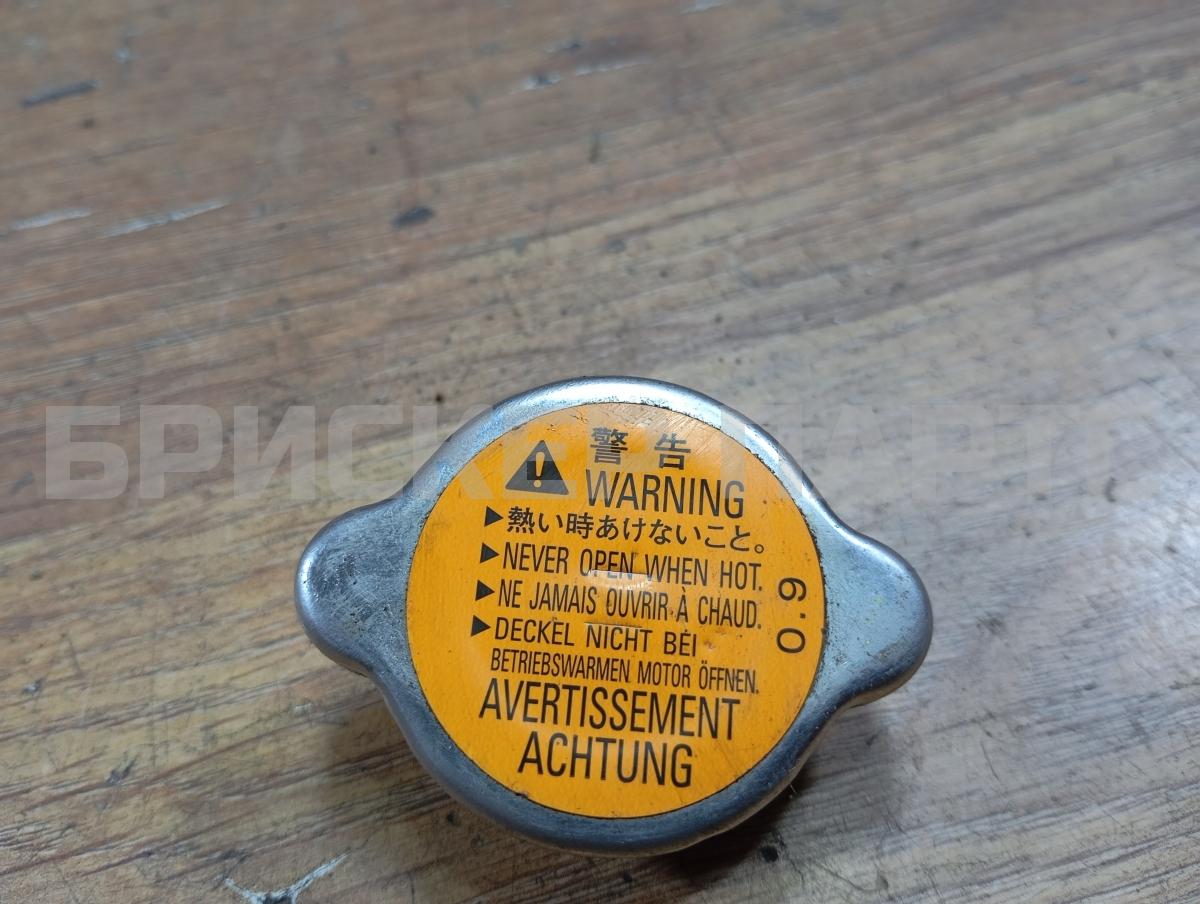 警告
WARNING
▶熱い時あけないこと。
▶NEVER OPEN WHEN HOT.
▶NE JAMAIS OUVRIR À CHAUD.
▶DECKEL NICHT BEI
BETRIEBSWARMEN MOTOR ÖFFNEN.
AVERTISSEMENT
ACHTUNG
0.9